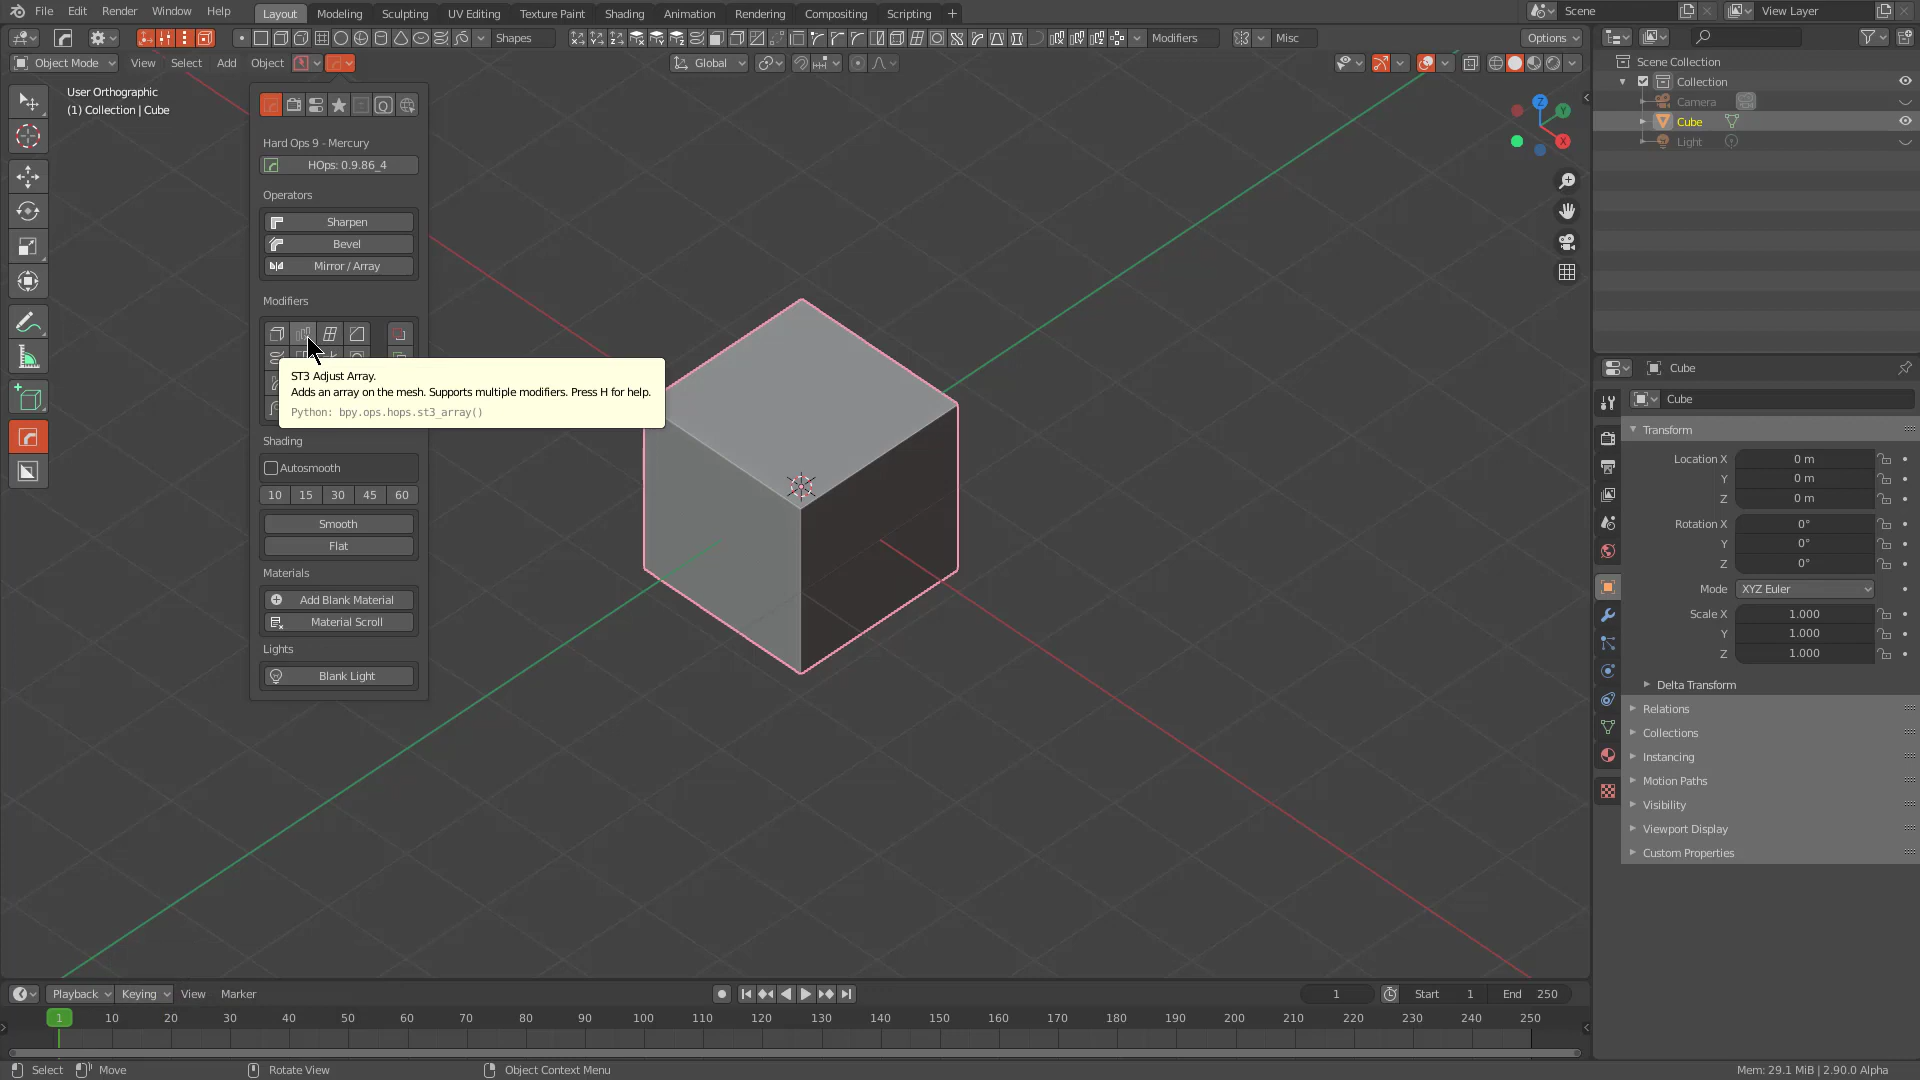 File Edit Render Window Help Layout Modeling Sculpting UV Editing Texture Paint Shading Animation Rendering Compositing Scripting + Scene View Layer
Shapes Modifiers Misc Options
Object Mode View Select Add Object Global
User Orthographic
(1) Collection | Cube
Hard Ops 9 - Mercury
HOps: 0.9.86_4
Operators
Sharpen
Bevel
Mirror / Array
Modifiers
ST3 Adjust Array.
Adds an array on the mesh. Supports multiple modifiers. Press H for help.
Python: bpy.ops.hops.st3_array()
Shading
Autosmooth
10 15 30 45 60
Smooth
Flat
Materials
Add Blank Material
Material Scroll
Lights
Blank Light
Z
Y
X
Scene Collection
Collection
Camera
Cube
Light
Cube
Cube
Transform
Location X 0 m
Y 0 m
Z 0 m
Rotation X 0°
Y 0°
Z 0°
Mode XYZ Euler
Scale X 1.000
Y 1.000
Z 1.000
Delta Transform
Relations
Collections
Instancing
Motion Paths
Visibility
Viewport Display
Custom Properties
Playback Keying View Marker 1 Start 1 End 250
1 10 20 30 40 50 60 70 80 90 100 110 120 130 140 150 160 170 180 190 200 210 220 230 240 250
Select Move Rotate View Object Context Menu Mem: 29.1 MiB | 2.90.0 Alpha